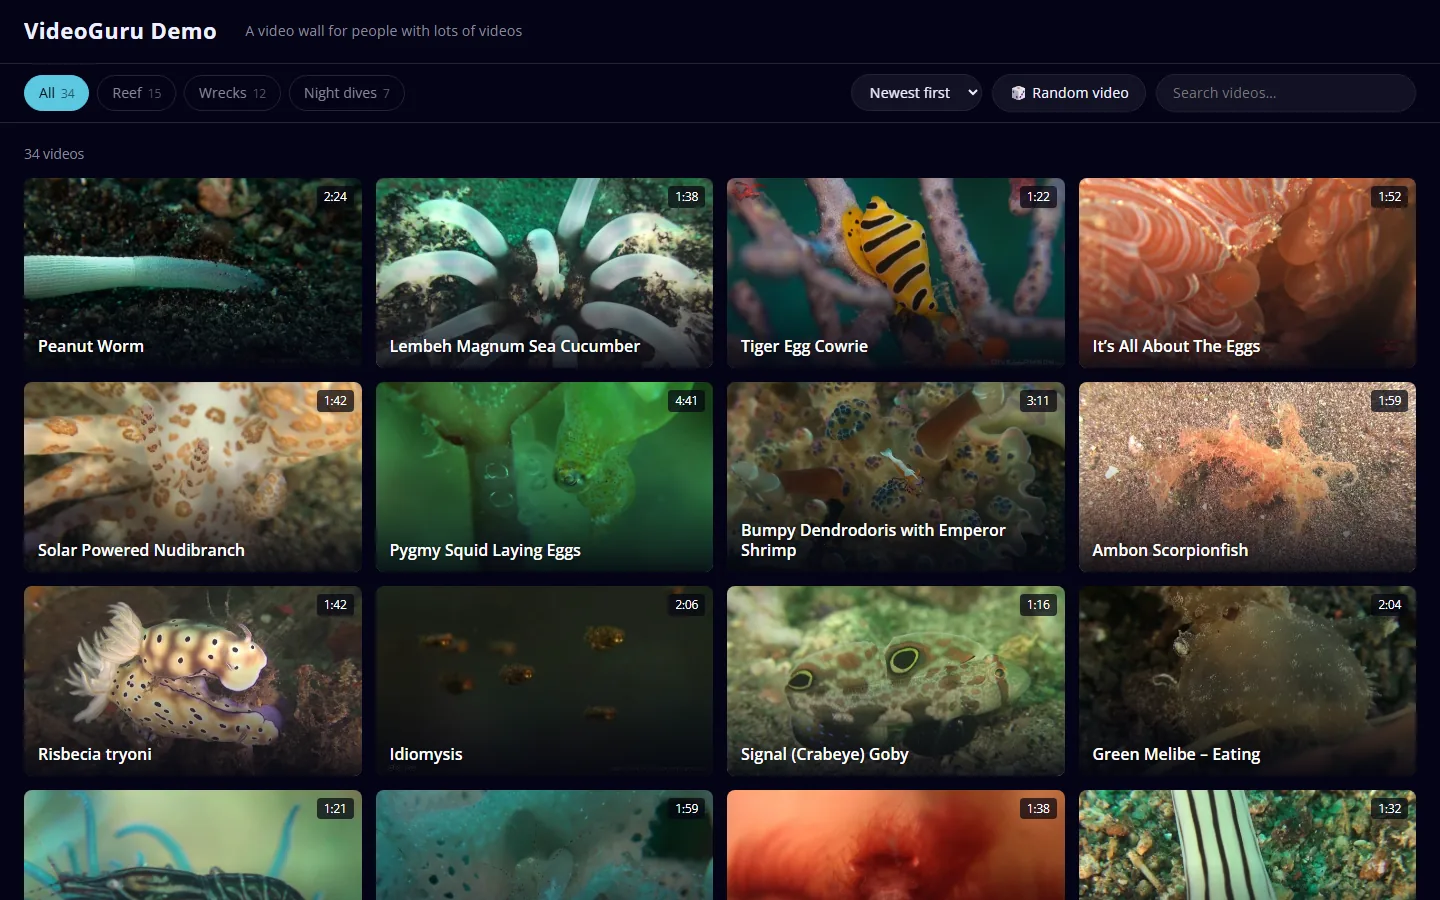 VideoGuru Demo
A video wall for people with lots of videos
All 34
Reef 15
Wrecks 12
Night dives 7
Newest first
Random video
Search videos...
34 videos
2:24
Peanut Worm
1:38
Lembeh Magnum Sea Cucumber
1:22
Tiger Egg Cowrie
1:52
It’s All About The Eggs
1:42
Solar Powered Nudibranch
4:41
Pygmy Squid Laying Eggs
3:11
Bumpy Dendrodoris with Emperor
Shrimp
1:59
Ambon Scorpionfish
1:42
Risbecia tryoni
2:06
Idiomysis
1:16
Signal (Crabeye) Goby
2:04
Green Melibe – Eating
1:21
1:59
1:38
1:32